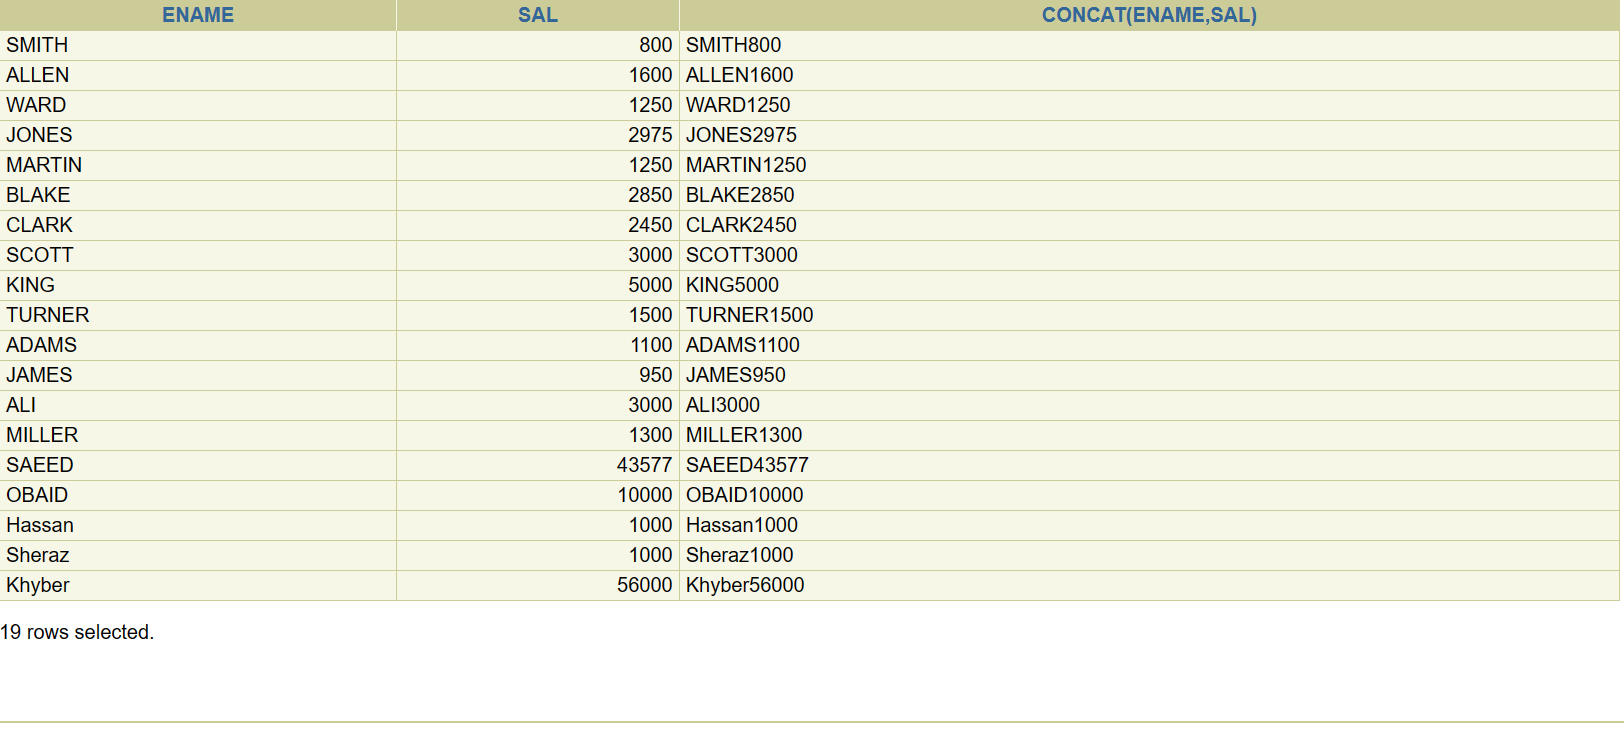 ENAME SAL CONCAT(ENAME,SAL)
SMITH 800 SMITH800
ALLEN 1600 ALLEN1600
WARD 1250 WARD1250
JONES 2975 JONES2975
MARTIN 1250 MARTIN1250
BLAKE 2850 BLAKE2850
CLARK 2450 CLARK2450
SCOTT 3000 SCOTT3000
KING 5000 KING5000
TURNER 1500 TURNER1500
ADAMS 1100 ADAMS1100
JAMES 950 JAMES950
ALI 3000 ALI3000
MILLER 1300 MILLER1300
SAEED 43577 SAEED43577
OBAID 10000 OBAID10000
Hassan 1000 Hassan1000
Sheraz 1000 Sheraz1000
Khyber 56000 Khyber56000
19 rows selected.